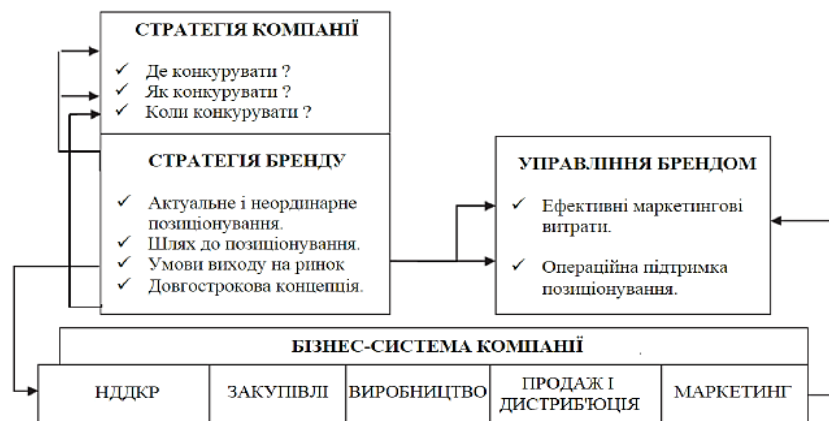 СТРАТЕГІЯ КОМПАНІЇ
✓ Де конкурувати ?
✓ Як конкурувати ?
✓ Коли конкурувати ?
СТРАТЕГІЯ БРЕНДУ
✓ Актуальне і неординарне
позиціонування.
✓ Шлях до позиціонування.
✓ Умови виходу на ринок
✓ Довгострокова концепція.
УПРАВЛІННЯ БРЕНДОМ
✓ Ефективні маркетингові
витрати.
✓ Операційна підтримка
позиціонування.
БІЗНЕС-СИСТЕМА КОМПАНІЇ
НДДКР
ЗАКУПІВЛІ
ВИРОБНИЦТВО
ПРОДАЖ І
ДИСТРИБ'ЮЦІЯ
МАРКЕТИНГ